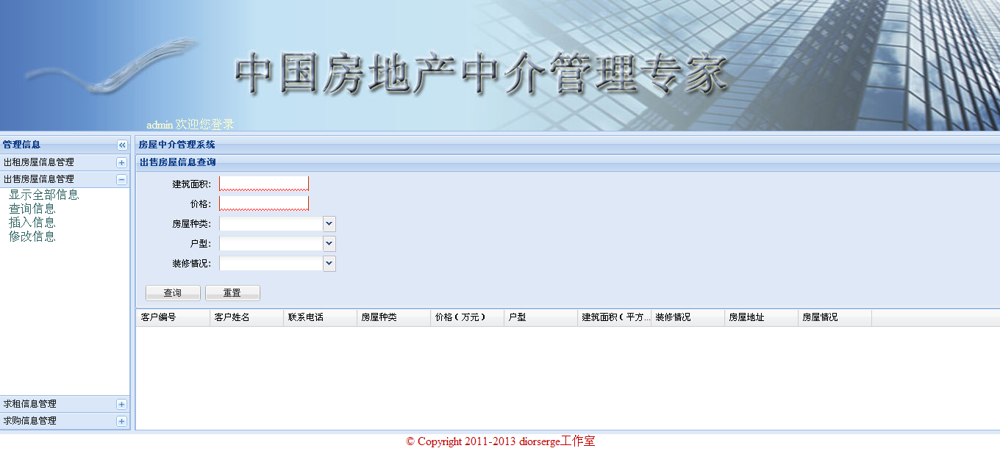 中国房地产中介管理专家
admin 欢迎您登录
管理信息
出租房屋信息管理
出售房屋信息管理
显示全部信息
查询信息
插入信息
修改信息
求租信息管理
求购信息管理
房屋中介管理系统
出售房屋信息查询
建筑面积:
价格:
房屋种类:
户型:
装修情况:
查询 重置
客户编号 客户姓名 联系电话 房屋种类 价格（万元） 户型 建筑面积（平方... 装修情况 房屋地址 房屋情况
© Copyright 2011-2013 diorserge工作室